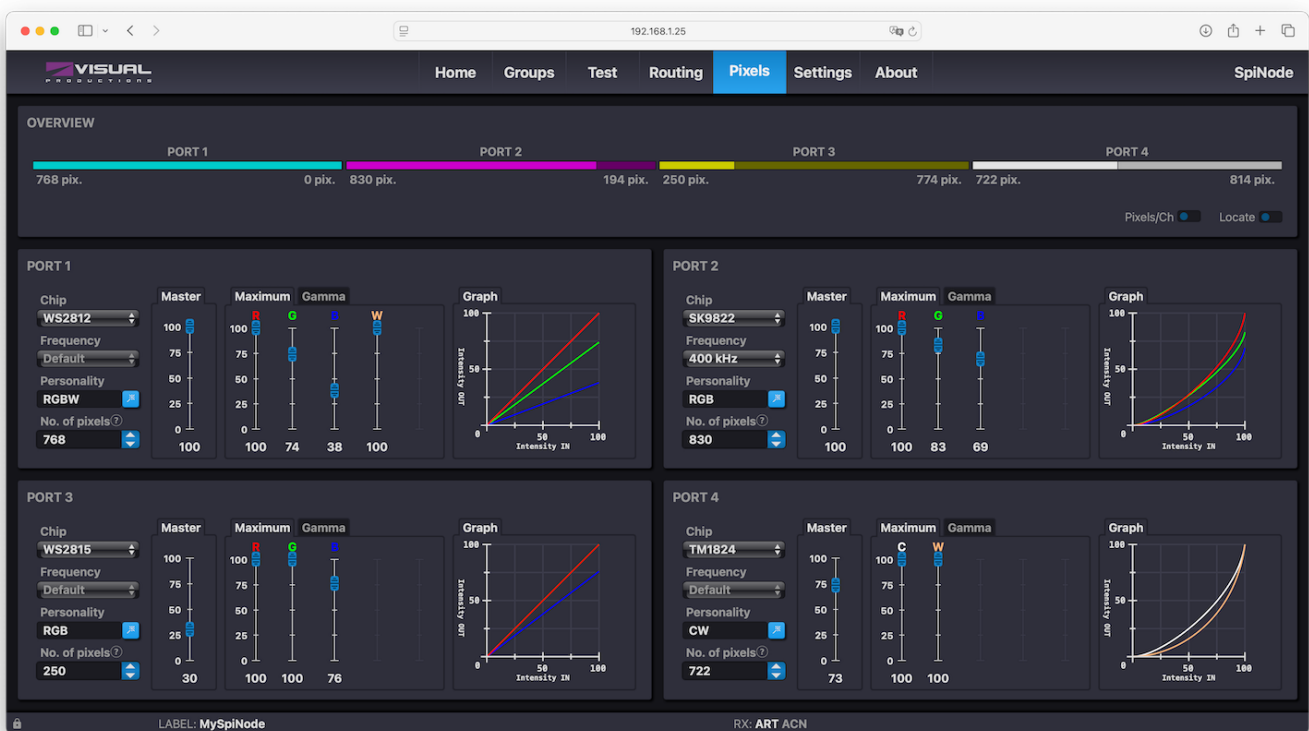 192.168.1.25
VISUAL
PRODUCTIONS
Home Groups Test Routing Pixels Settings About SpiNode
OVERVIEW
PORT 1 PORT 2 PORT 3 PORT 4
768 pix. 0 pix. 830 pix. 194 pix. 250 pix. 774 pix. 722 pix. 814 pix.
Pixels/Ch Locate
PORT 1
Chip
WS2812
Frequency
Default
Personality
RGBW
No. of pixels?
768
Master
100
75
50
25
0
100
Maximum Gamma
R G B W
100
75
50
25
0
100 74 38 100
Graph
100
50
0
50 100
Intensity OUT
Intensity IN
PORT 2
Chip
SK9822
Frequency
400 kHz
Personality
RGB
No. of pixels?
830
Master
100
75
50
25
0
100
Maximum Gamma
R G B
100
75
50
25
0
100 83 69
Graph
100
50
0
50 100
Intensity OUT
Intensity IN
PORT 3
Chip
WS2815
Frequency
Default
Personality
RGB
No. of pixels?
250
Master
100
75
50
25
0
30
Maximum Gamma
R G B
100
75
50
25
0
100 100 76
Graph
100
50
0
50 100
Intensity OUT
Intensity IN
PORT 4
Chip
TM1824
Frequency
Default
Personality
CW
No. of pixels?
722
Master
100
75
50
25
0
73
Maximum Gamma
C W
100
75
50
25
0
100 100
Graph
100
50
0
50 100
Intensity OUT
Intensity IN
LABEL: MySpiNode RX: ART ACN